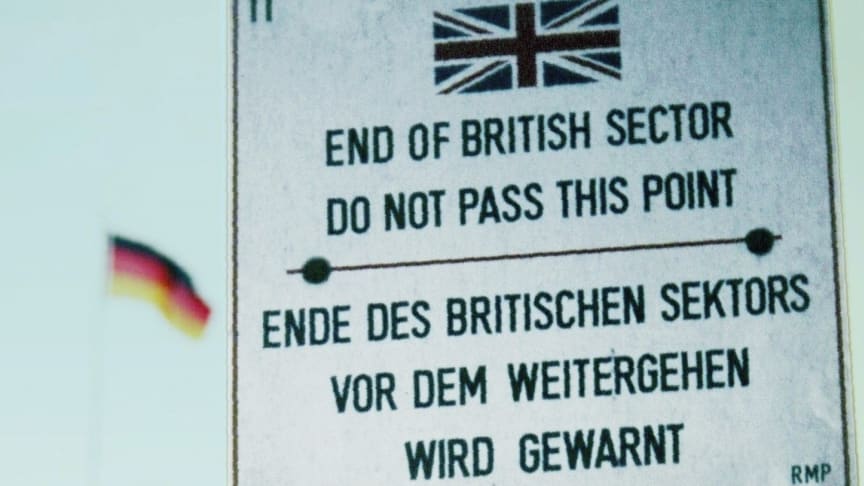 END OF BRITISH SECTOR
DO NOT PASS THIS POINT
ENDE DES BRITISCHEN SEKTORS
VOR DEM WEITERGEHEN
WIRD GEWARNT
RMP